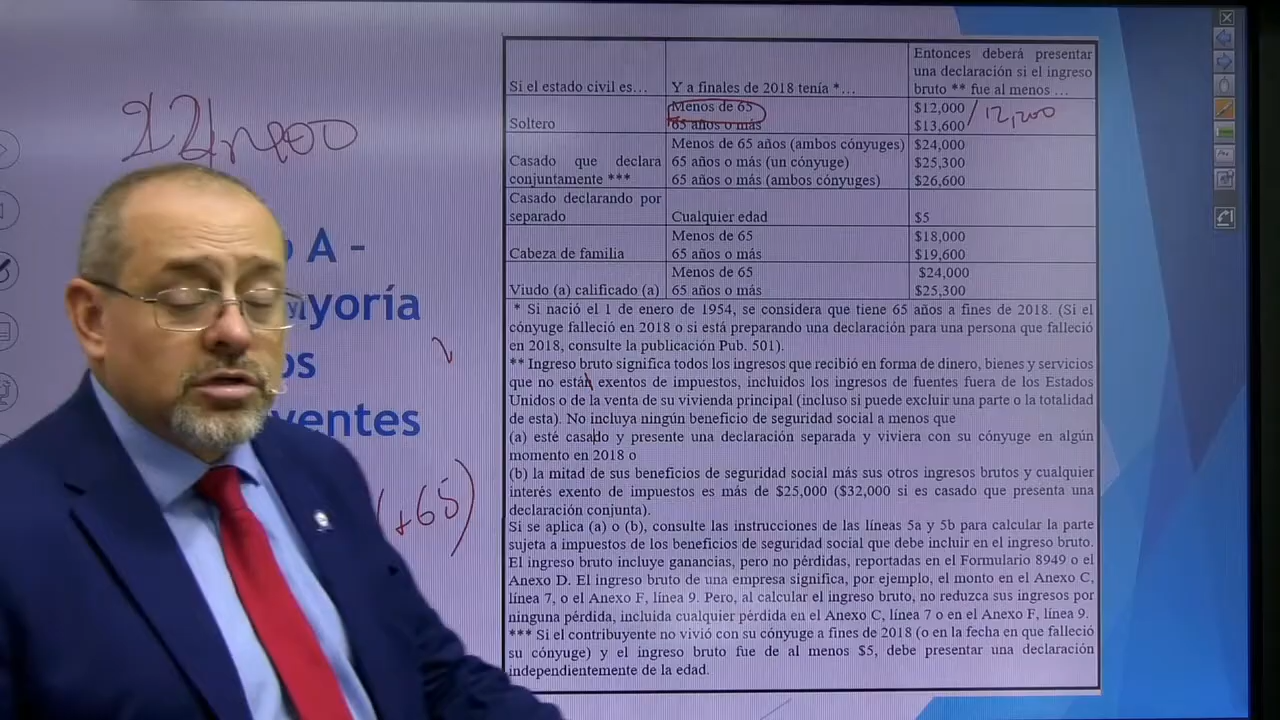 24,400
o A -
ayoría
os
yentes
(+65)
Si el estado civil es…
Y a finales de 2018 tenía *…
Entonces deberá presentar
una declaración si el ingreso
bruto ** fue al menos …
Soltero
Menos de 65
$12,000 / 12,200
65 años o más
$13,600
Casado que declara
conjuntamente ***
Menos de 65 años (ambos cónyuges)
$24,000
65 años o más (un cónyuge)
$25,300
65 años o más (ambos cónyuges)
$26,600
Casado declarando por
separado
Cualquier edad
$5
Cabeza de familia
Menos de 65
$18,000
65 años o más
$19,600
Viudo (a) calificado (a)
Menos de 65
$24,000
65 años o más
$25,300
* Si nació el 1 de enero de 1954, se considera que tiene 65 años a fines de 2018. (Si el
cónyuge falleció en 2018 o si está preparando una declaración para una persona que falleció
en 2018, consulte la publicación Pub. 501).
** Ingreso bruto significa todos los ingresos que recibió en forma de dinero, bienes y servicios
que no están exentos de impuestos, incluidos los ingresos de fuentes fuera de los Estados
Unidos o de la venta de su vivienda principal (incluso si puede excluir una parte o la totalidad
de esta). No incluya ningún beneficio de seguridad social a menos que
(a) esté casado y presente una declaración separada y viviera con su cónyuge en algún
momento en 2018 o
(b) la mitad de sus beneficios de seguridad social más sus otros ingresos brutos y cualquier
interés exento de impuestos es más de $25,000 ($32,000 si es casado que presenta una
declaración conjunta).
Si se aplica (a) o (b), consulte las instrucciones de las líneas 5a y 5b para calcular la parte
sujeta a impuestos de los beneficios de seguridad social que debe incluir en el ingreso bruto.
El ingreso bruto incluye ganancias, pero no pérdidas, reportadas en el Formulario 8949 o el
Anexo D. El ingreso bruto de una empresa significa, por ejemplo, el monto en el Anexo C,
línea 7, o el Anexo F, línea 9. Pero, al calcular el ingreso bruto, no reduzca sus ingresos por
ninguna pérdida, incluida cualquier pérdida en el Anexo C, línea 7 o en el Anexo F, línea 9.
*** Si el contribuyente no vivió con su cónyuge a fines de 2018 (o en la fecha en que falleció
su cónyuge) y el ingreso bruto fue de al menos $5, debe presentar una declaración
independientemente de la edad.